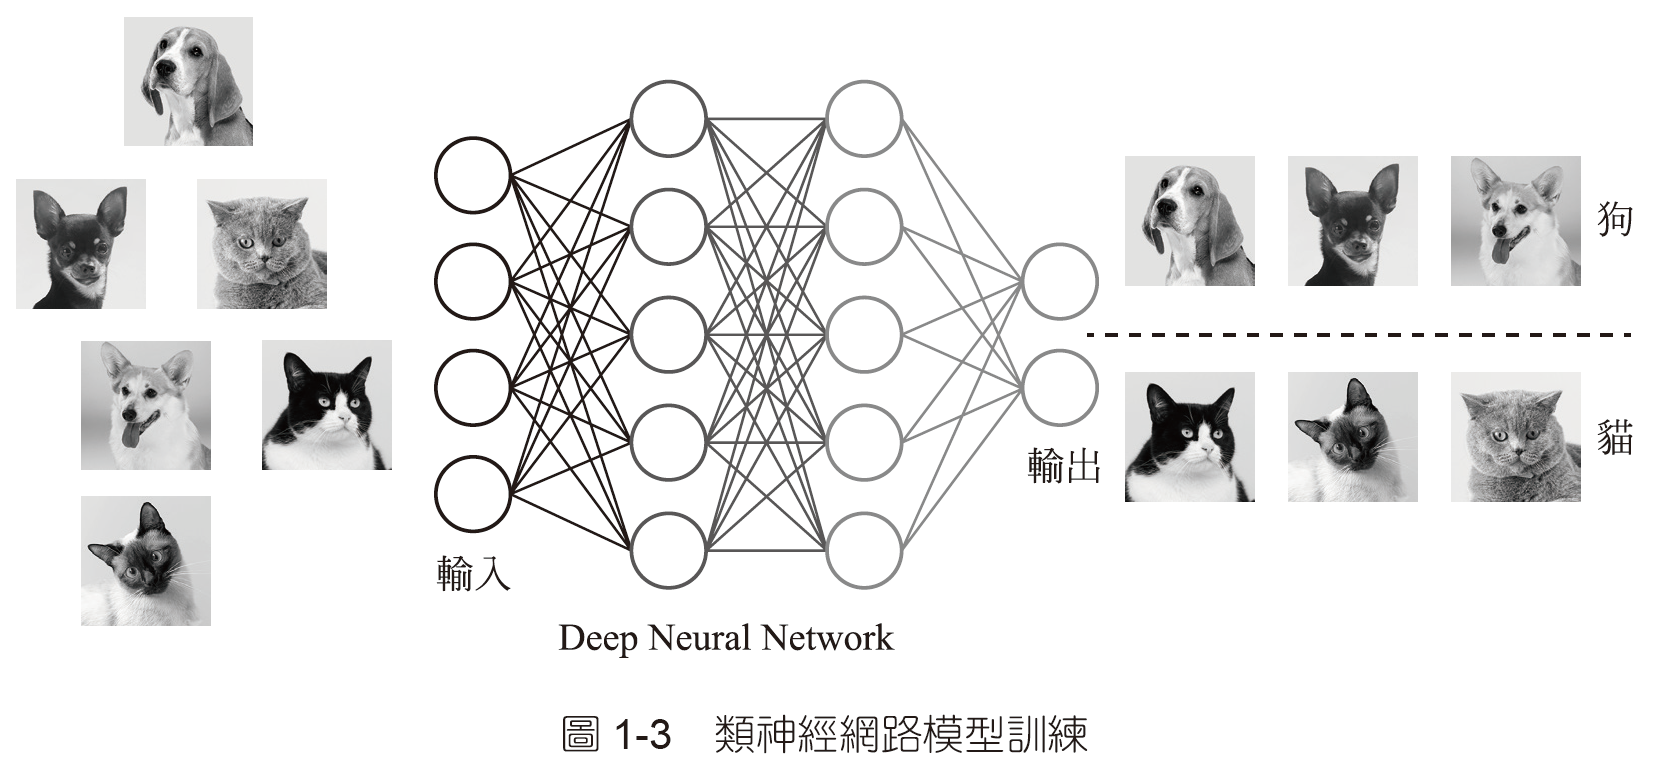 狗
貓
輸出
輸入
Deep Neural Network
圖 1-3 類神經網路模型訓練